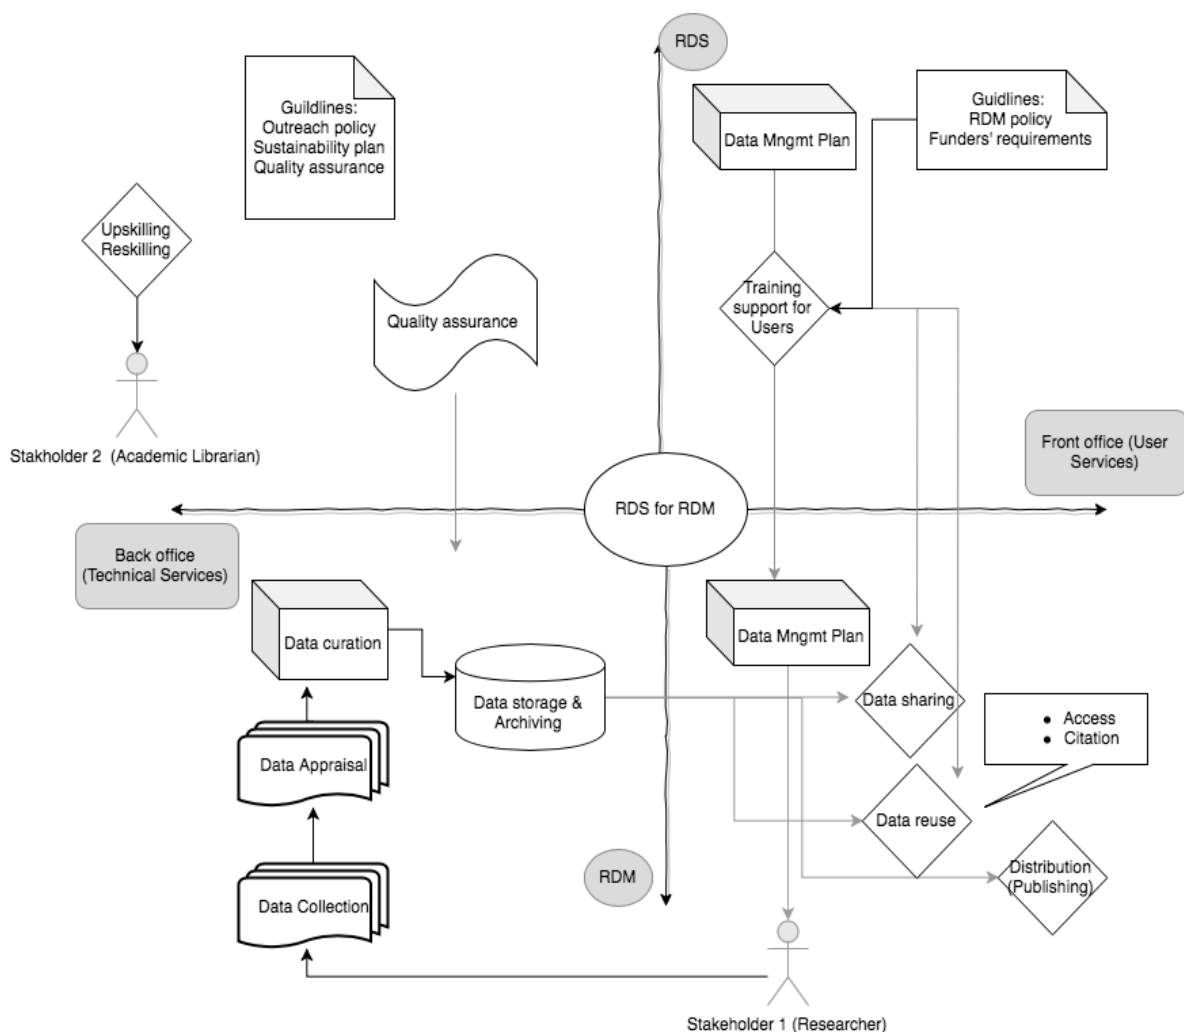 RDS
Guildlines:
Outreach policy
Sustainability plan
Quality assurance
Data Mngmt Plan
Guidlines:
RDM policy
Funders' requirements
Upskilling
Reskilling
Quality assurance
Training
support for
Users
Stakholder 2 (Academic Librarian)
Front office (User
Services)
RDS for RDM
Back office
(Technical Services)
Data curation
Data Mngmt Plan
Data storage &
Archiving
Data sharing
• Access
• Citation
Data Appraisal
Data reuse
RDM
Distribution
(Publishing)
Data Collection
Stakeholder 1 (Researcher)